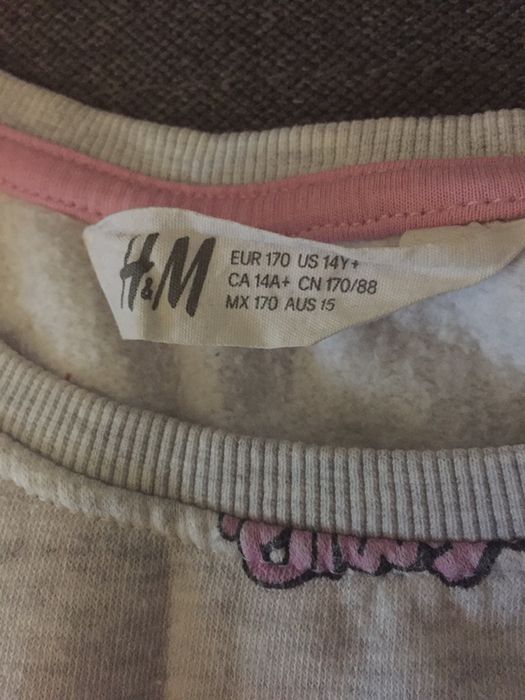 H&M
EUR 170 US 14Y+
CA 14A+ CN 170/88
MX 170 AUS 15